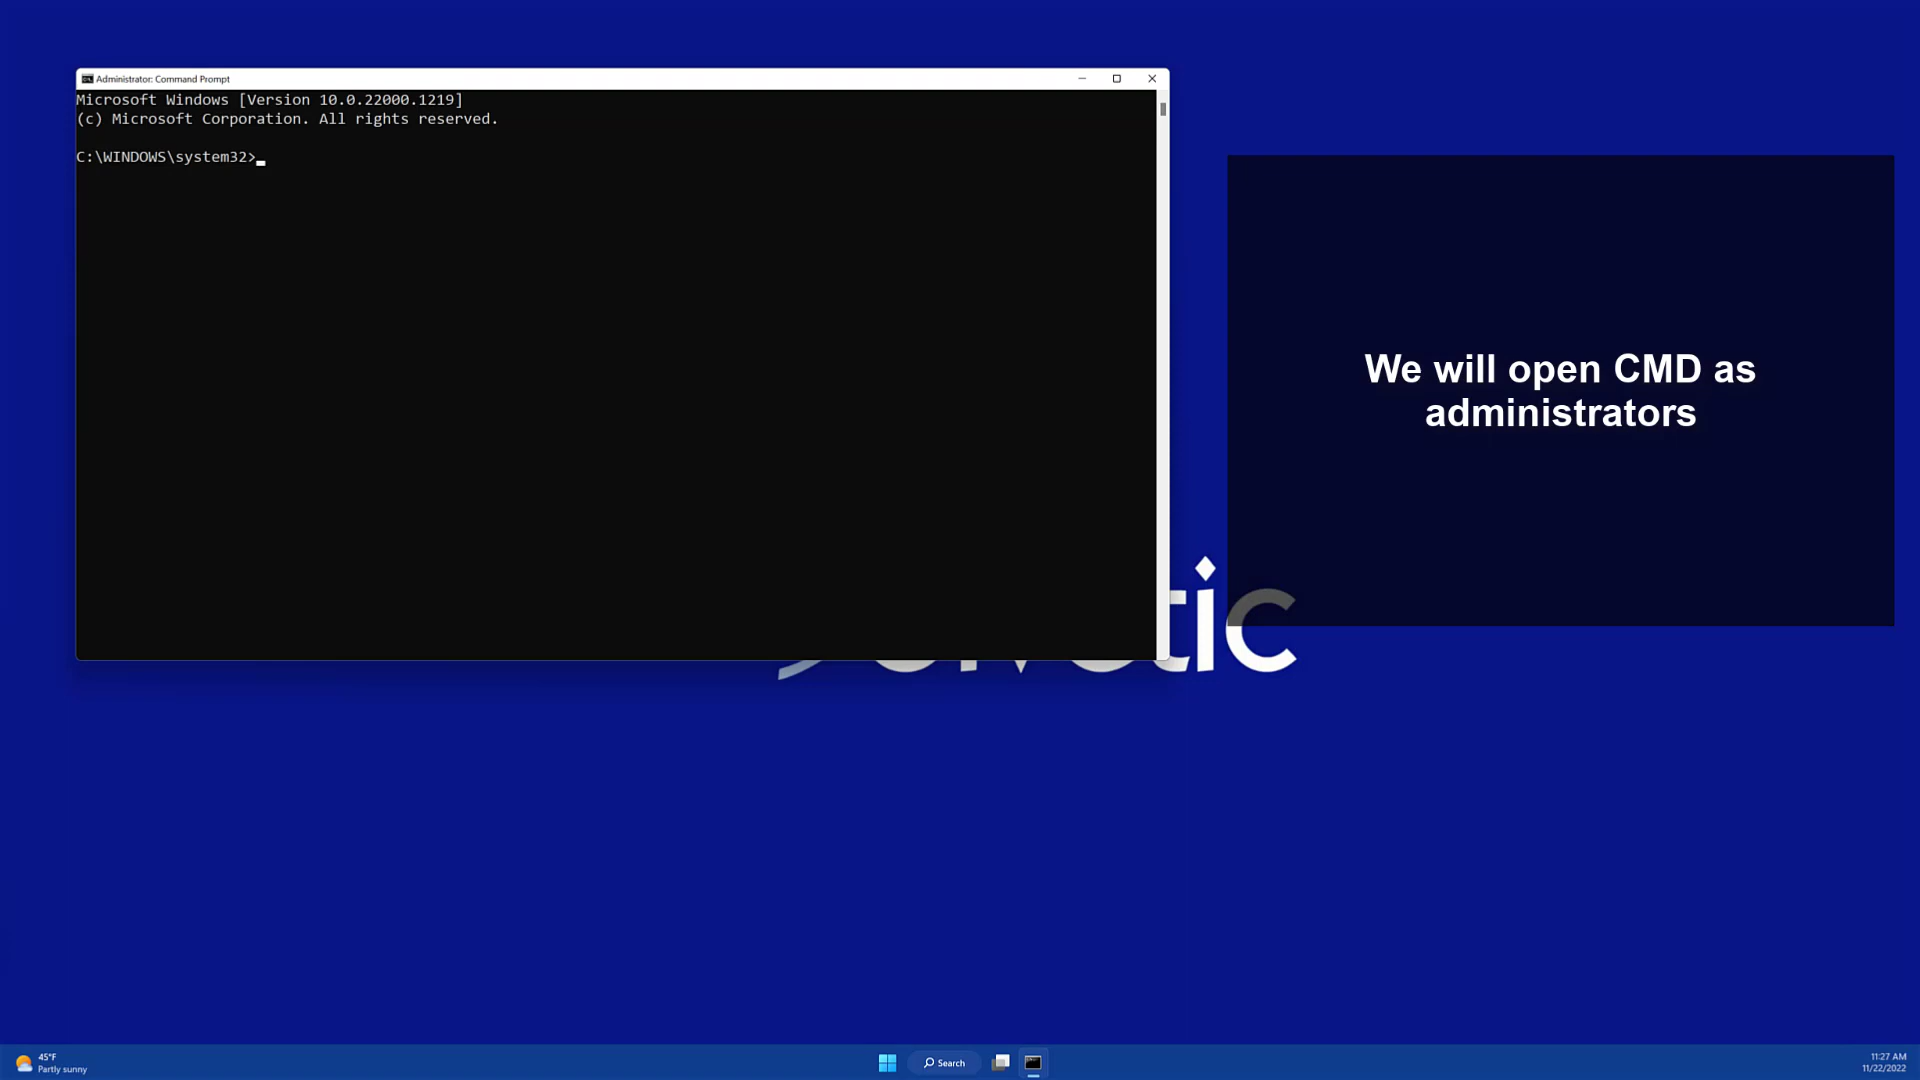 Administrator: Command Prompt
Microsoft Windows [Version 10.0.22000.1219]
(c) Microsoft Corporation. All rights reserved.
C:\WINDOWS\system32>
We will open CMD as
administrators
tic
45°F
Partly sunny
Search
11:27 AM
11/22/2022